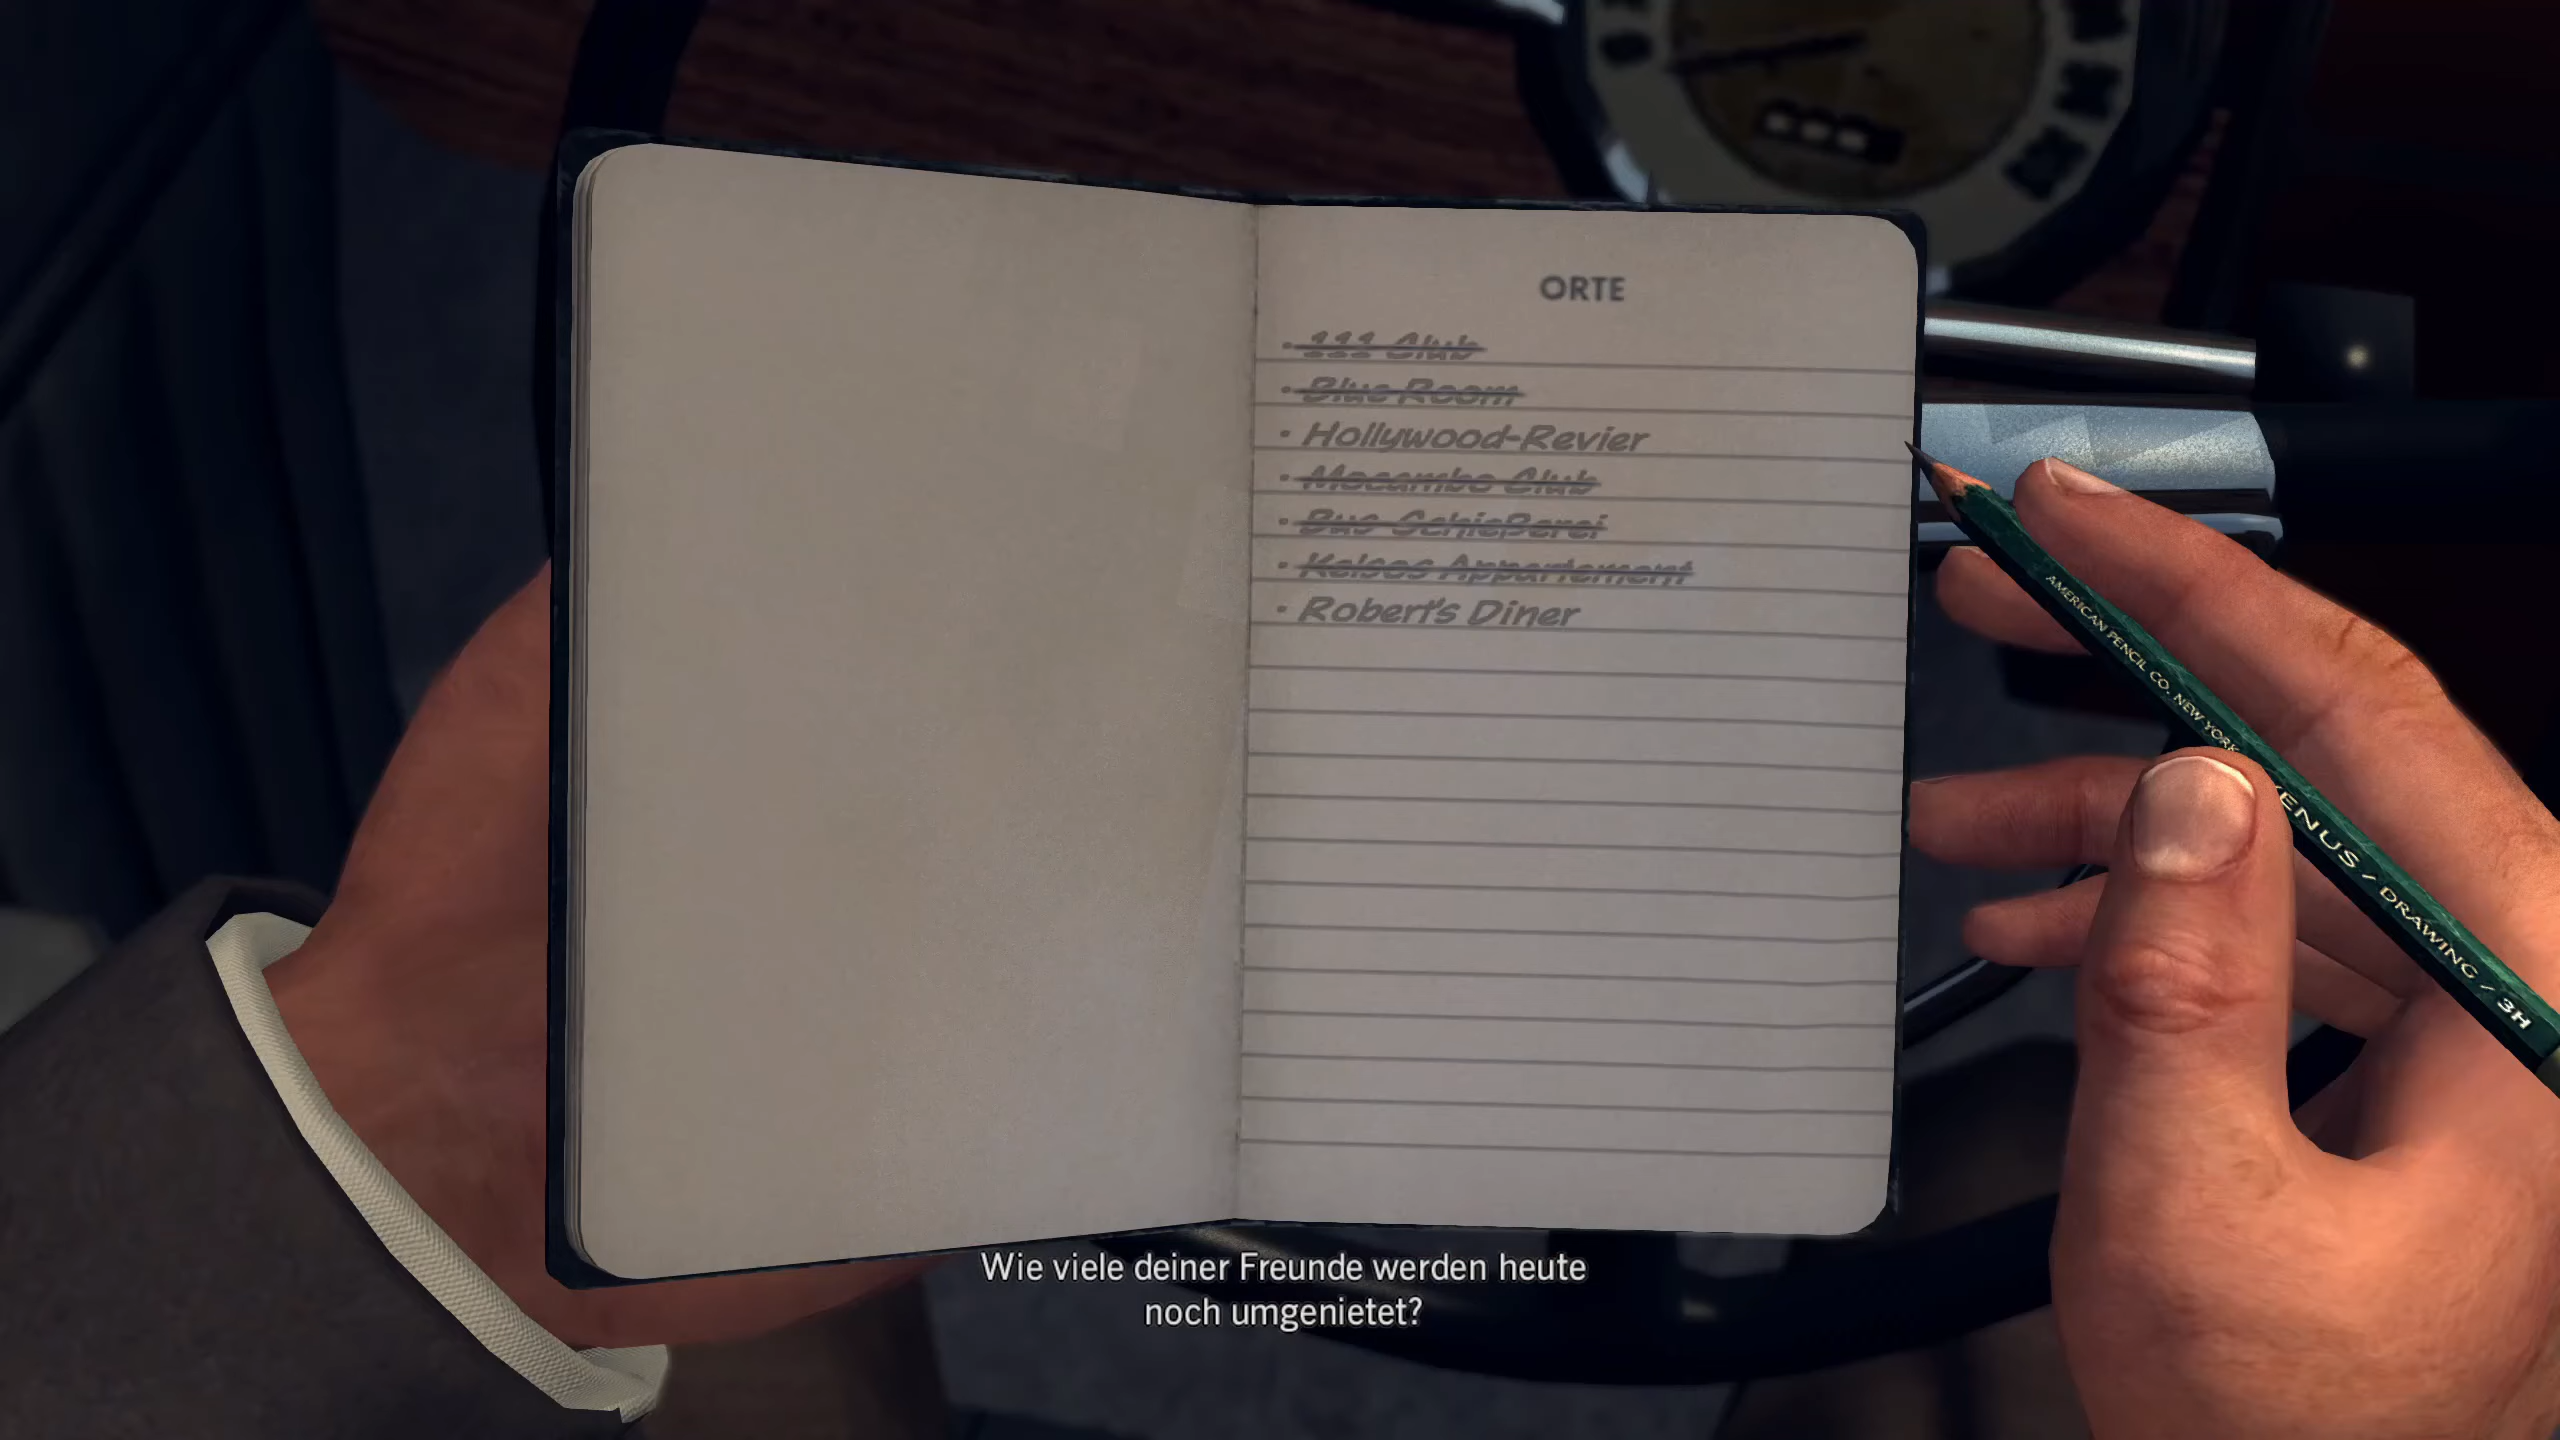 ORTE
· 111 Club
· Blue Room
· Hollywood-Revier
· Mocambo Club
· Bus-Schießerei
· Kelsos Appartement
· Robert's Diner
AMERICAN PENCIL CO. NEW YORK
VENUS / DRAWING / 3H
Wie viele deiner Freunde werden heute
noch umgenietet?